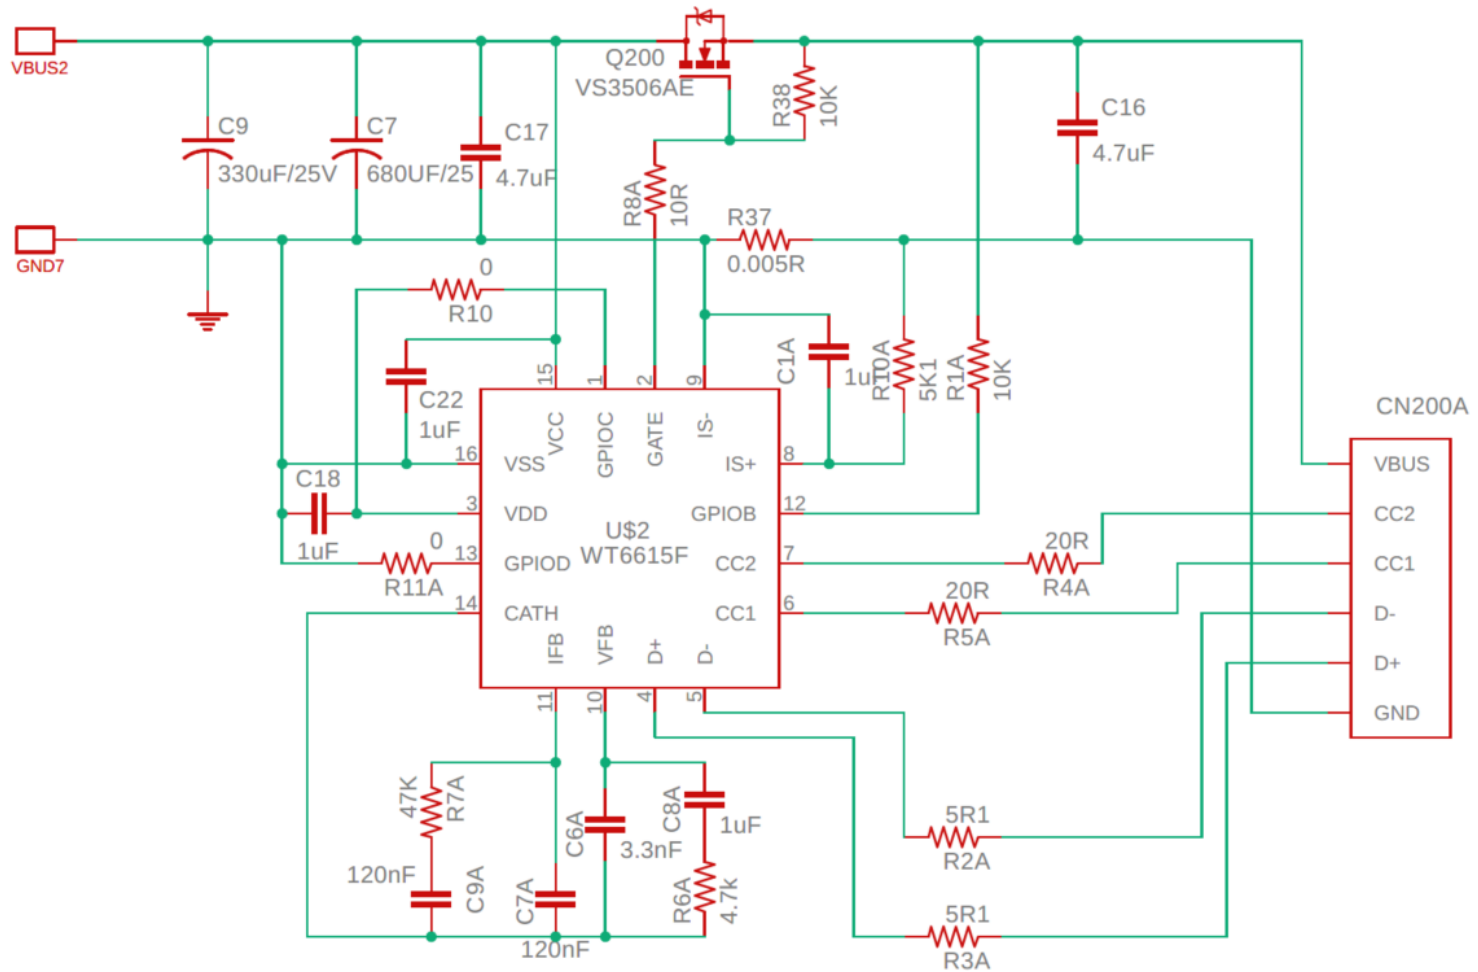 VBUS2
C9
330uF/25V
C7
680UF/25
C17
4.7uF
Q200
VS3506AE
R38
10K
C16
4.7uF
R8A
10R
GND7
R37
0.005R
0
R10
C22
1uF
C1A
1uF
R10A
5K1
R1A
10K
CN200A
15
1
2
9
VCC
GPIOC
GATE
IS-
16
VSS
IS+
8
C18
1uF
3
VDD
GPIOB
12
U$2
WT6615F
0
R11A
13
GPIOD
CC2
7
14
CATH
CC1
6
IFB
VFB
D+
D-
11
10
4
5
20R
R4A
20R
R5A
VBUS
CC2
CC1
D-
D+
GND
47K
R7A
120nF
C9A
C7A
120nF
C6A
3.3nF
C8A
1uF
R6A
4.7k
5R1
R2A
5R1
R3A